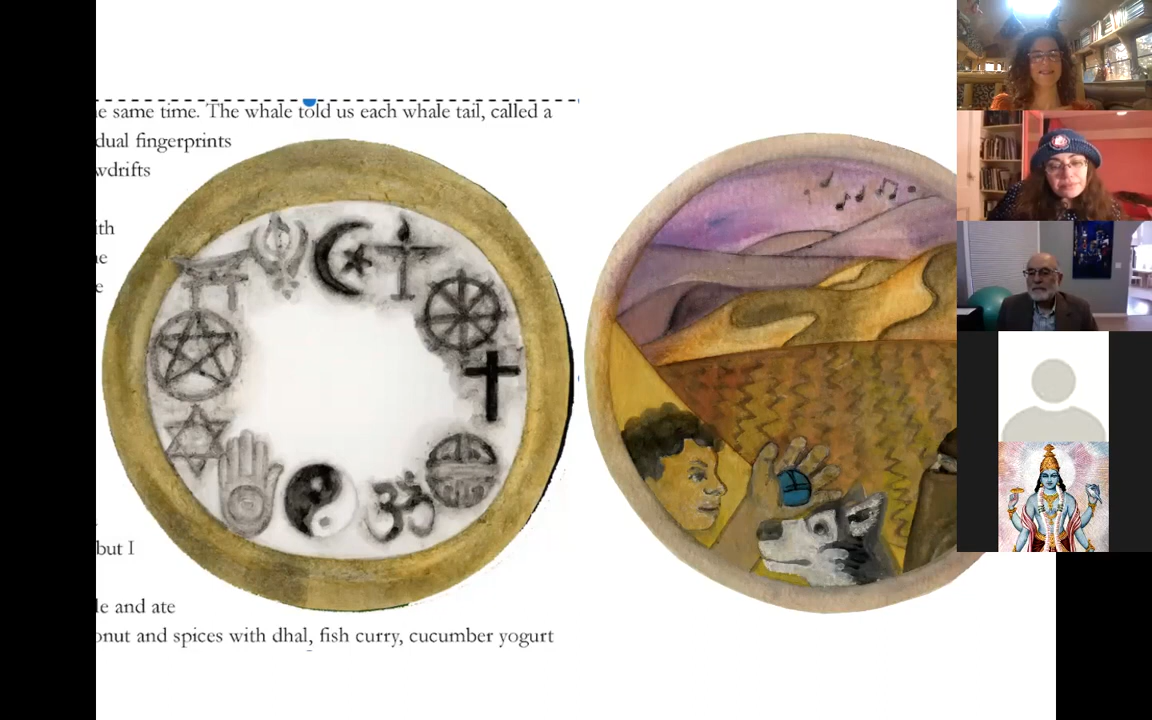 e same time. The whale told us each whale tail, called a
dual fingerprints
wdrifts
ith
ne
e
but I
le and ate
onut and spices with dhal, fish curry, cucumber yogurt